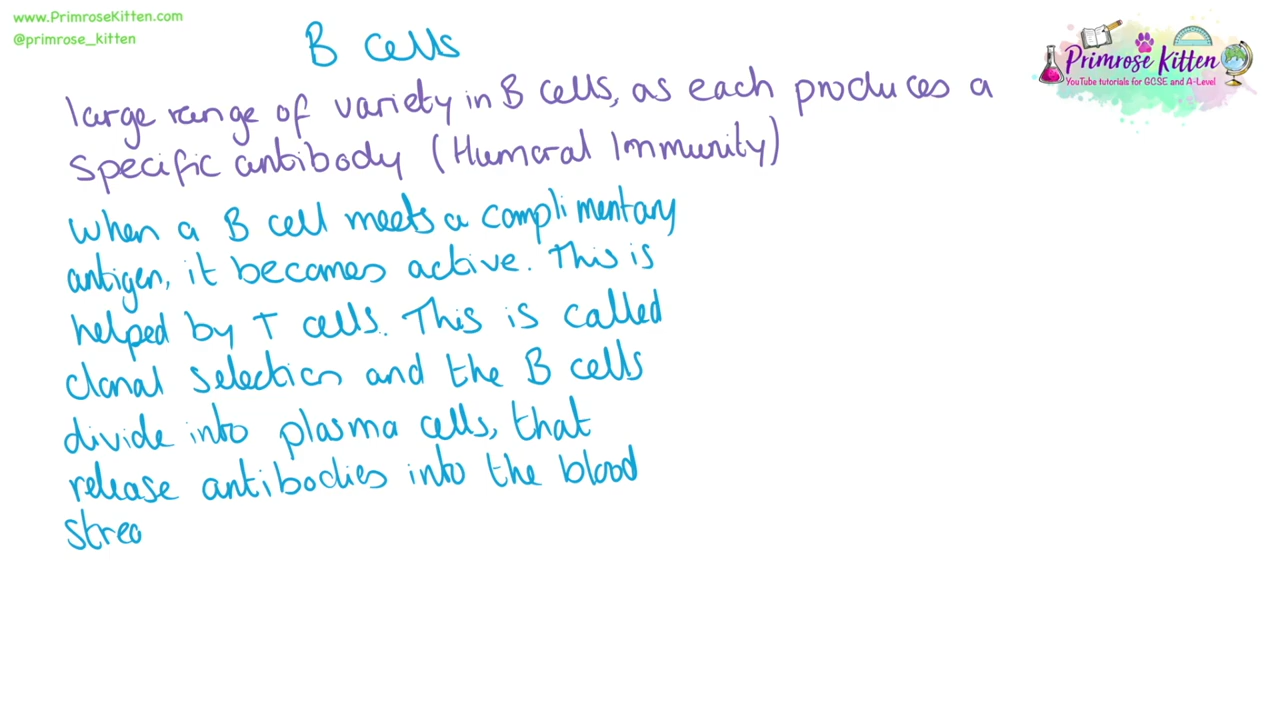 www.PrimroseKitten.com
@primrose_kitten
B cells
Primrose Kitten
YouTube tutorials for GCSE and A-Level
large range of variety in B cells, as each produces a
specific antibody (Humoral Immunity)
When a B cell meets a complimentary
antigen, it becomes active. This is
helped by T cells. This is called
clonal selection and the B cells
divide into plasma cells, that
release antibodies into the blood
strea